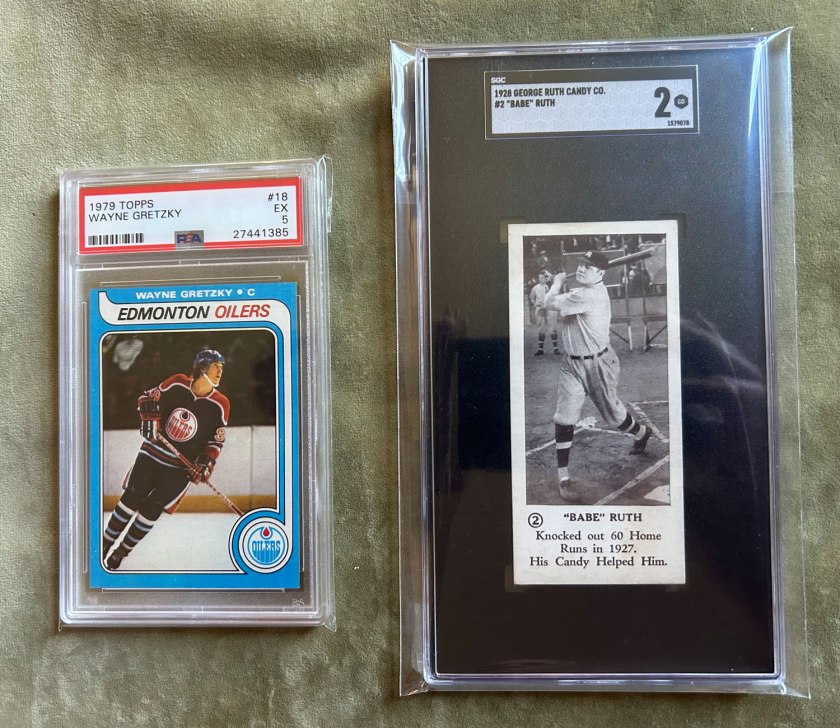 1979 TOPPS
WAYNE GRETZKY
#18
EX
5
PSA
27441385
WAYNE GRETZKY • C
EDMONTON OILERS
OILERS
OILERS
SGC
1928 GEORGE RUTH CANDY CO.
#2 "BABE" RUTH
2 GD
1579078
② "BABE" RUTH
Knocked out 60 Home
Runs in 1927.
His Candy Helped Him.